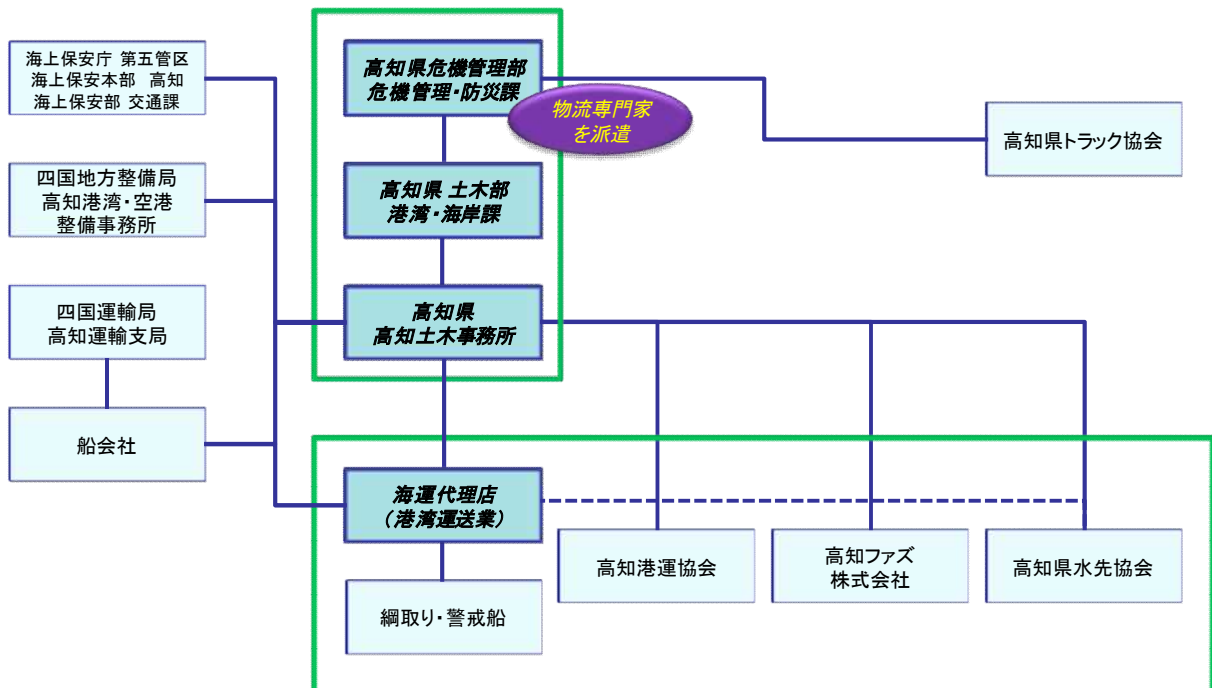 海上保安庁 第五管区
海上保安本部 高知
海上保安部 交通課
四国地方整備局
高知港湾・空港
整備事務所
四国運輸局
高知運輸支局
船会社
高知県危機管理部
危機管理・防災課
物流専門家
を派遣
高知県 土木部
港湾・海岸課
高知県
高知土木事務所
高知県トラック協会
海運代理店
（港湾運送業）
綱取り・警戒船
高知港運協会
高知ファズ
株式会社
高知県水先協会